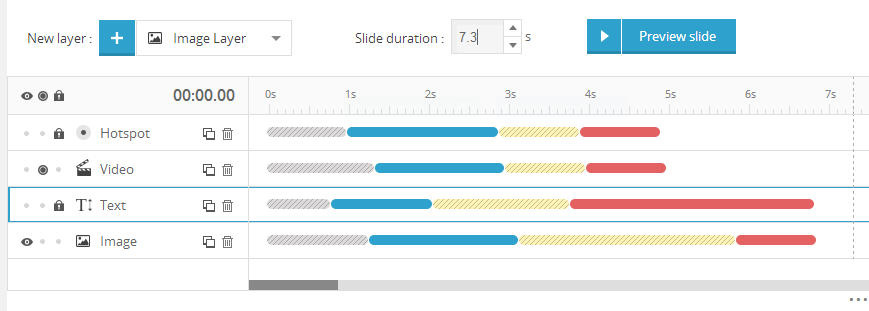 New layer : Image Layer Slide duration : 7.3 s Preview slide
00:00.00 0s 1s 2s 3s 4s 5s 6s 7s
Hotspot
Video
Text
Image